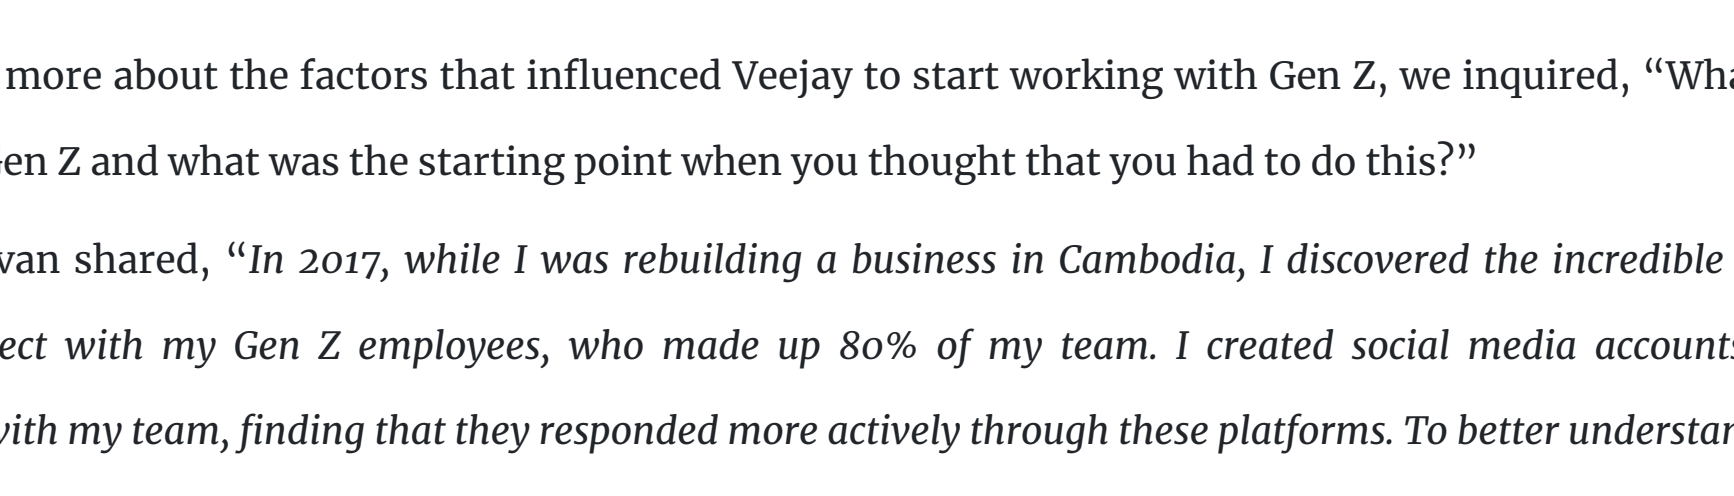 more about the factors that influenced Veejay to start working with Gen Z, we inquired, “Wha
en Z and what was the starting point when you thought that you had to do this?”
van shared, “In 2017, while I was rebuilding a business in Cambodia, I discovered the incredible
ect with my Gen Z employees, who made up 80% of my team. I created social media accounts
with my team, finding that they responded more actively through these platforms. To better understan